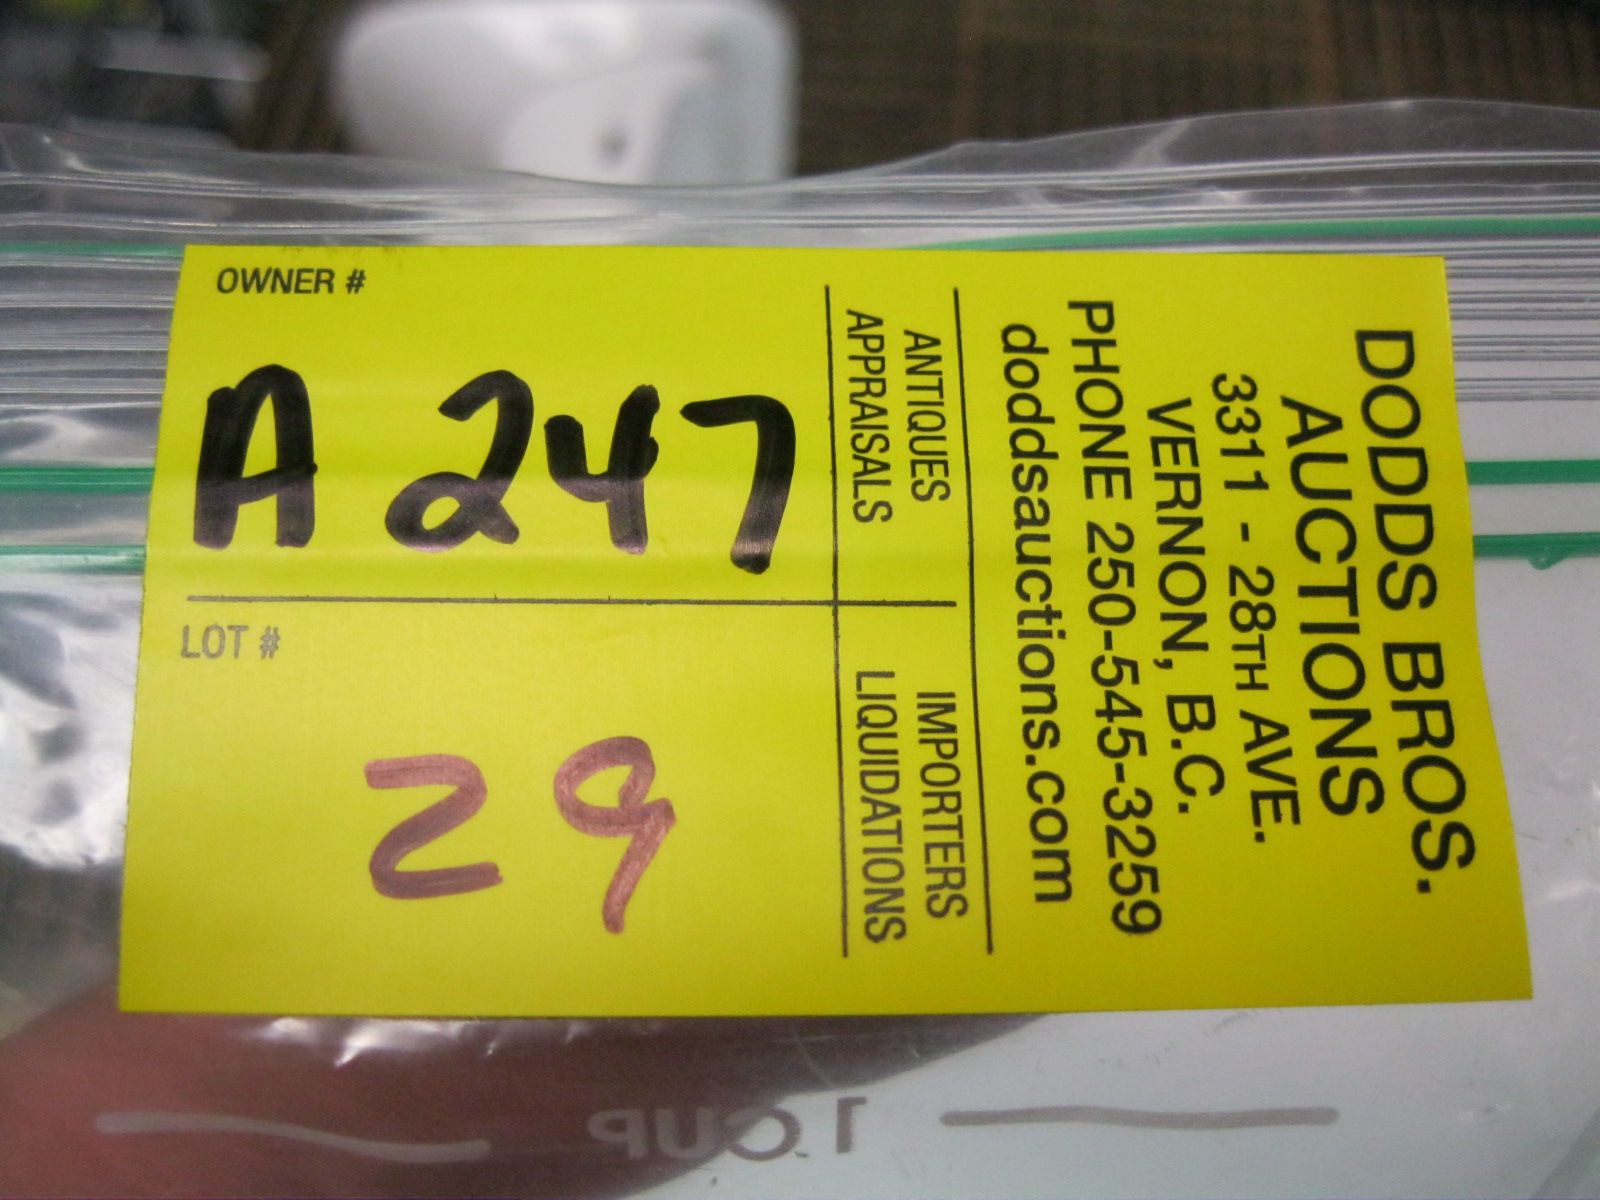 OWNER #
A 247
LOT #
29
DODDS BROS.
AUCTIONS
3311 - 28TH AVE.
VERNON, B.C.
PHONE 250-545-3259
doddsauctions.com
ANTIQUES
APPRAISALS
IMPORTERS
LIQUIDATIONS
1 CUP